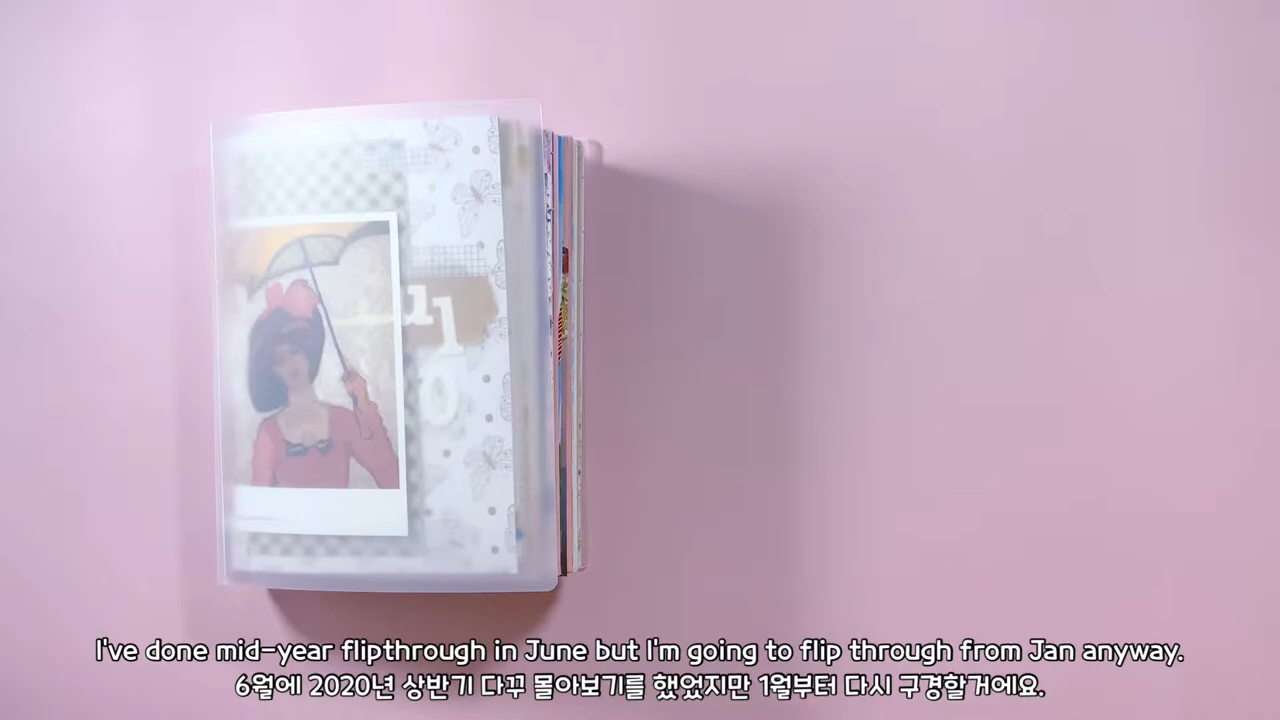 I've done mid-year flipthrough in June but I'm going to flip through from Jan anyway.
6월에 2020년 상반기 다꾸 몰아보기를 했었지만 1월부터 다시 구경할거에요.